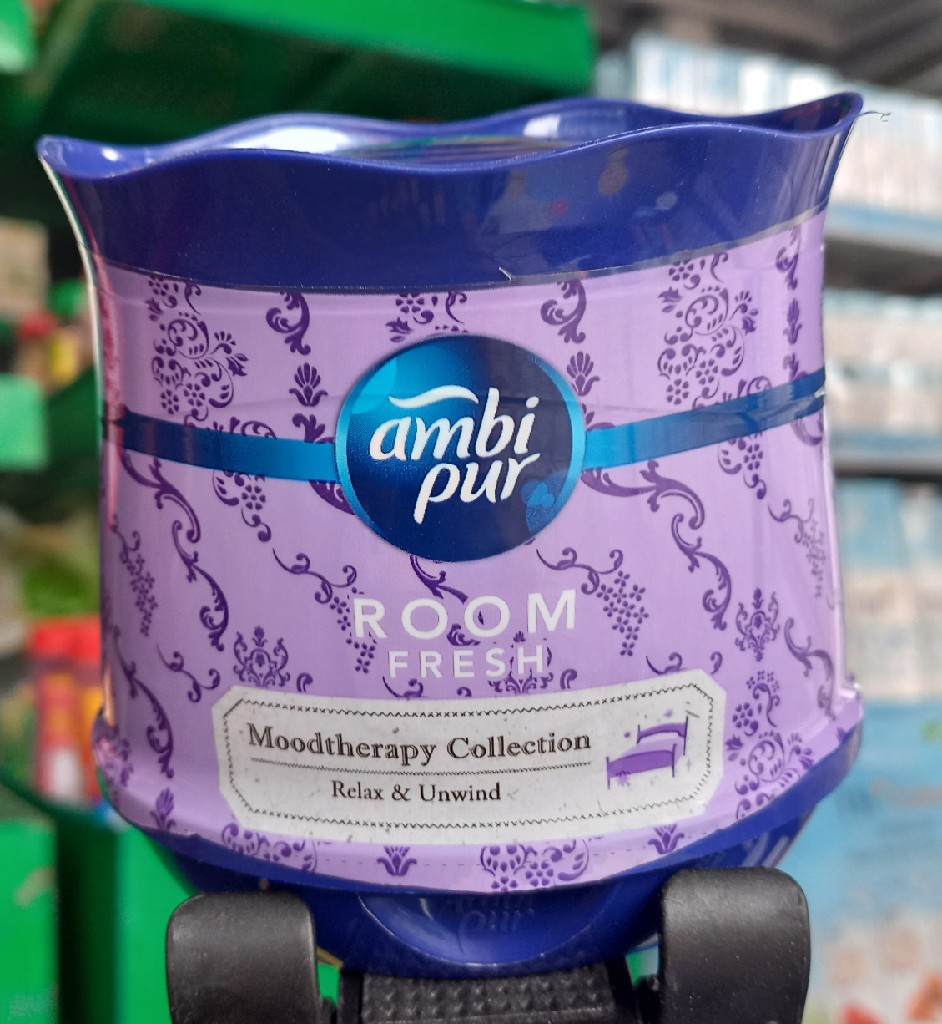 ambi
pur
ROOM
FRESH
Moodtherapy Collection
Relax & Unwind